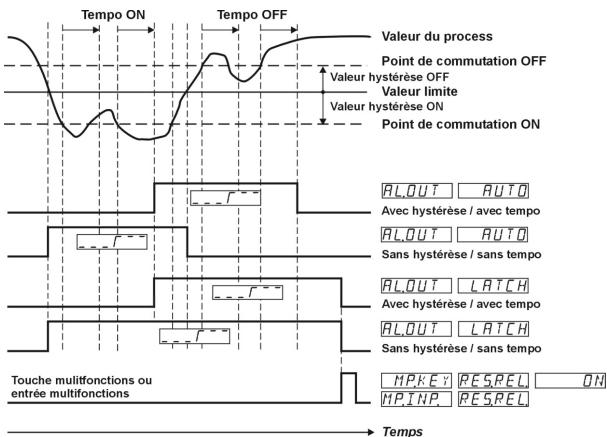 Tempo ON Tempo OFF
Valeur du process
Point de commutation OFF
Valeur hystérèse OFF
Valeur limite
Valeur hystérèse ON
Point de commutation ON
AL.OUT AUTO
Avec hystérèse / avec tempo
AL.OUT AUTO
Sans hystérèse / sans tempo
AL.OUT LATCH
Avec hystérèse / avec tempo
AL.OUT LATCH
Sans hystérèse / sans tempo
Touche mulitfonctions ou
entrée multifonctions
MP.KEY RES.REL. ON
MP.INP. RES.REL.
Temps